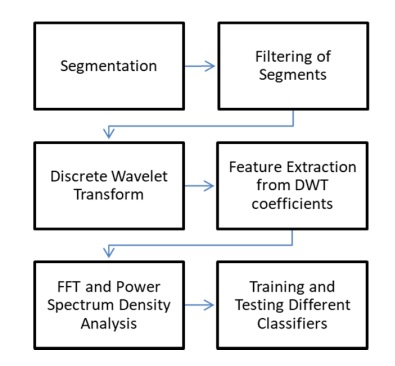 Segmentation
Filtering of
Segments
Discrete Wavelet
Transform
Feature Extraction
from DWT
coefficients
FFT and Power
Spectrum Density
Analysis
Training and
Testing Different
Classifiers